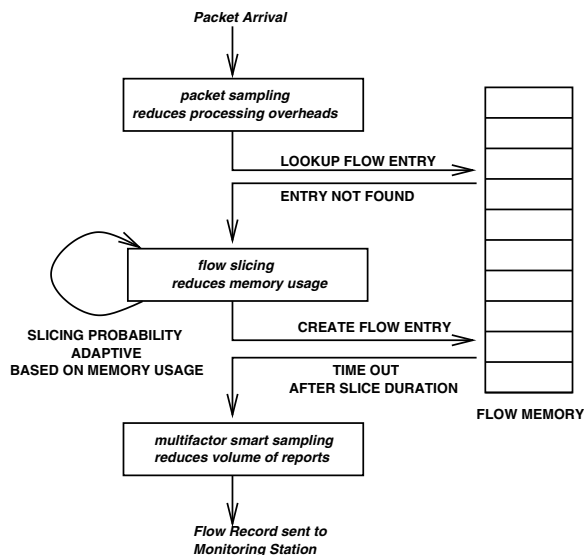 Packet Arrival
packet sampling
reduces processing overheads
LOOKUP FLOW ENTRY
ENTRY NOT FOUND
flow slicing
reduces memory usage
SLICING PROBABILITY
ADAPTIVE
BASED ON MEMORY USAGE
CREATE FLOW ENTRY
TIME OUT
AFTER SLICE DURATION
FLOW MEMORY
multifactor smart sampling
reduces volume of reports
Flow Record sent to
Monitoring Station